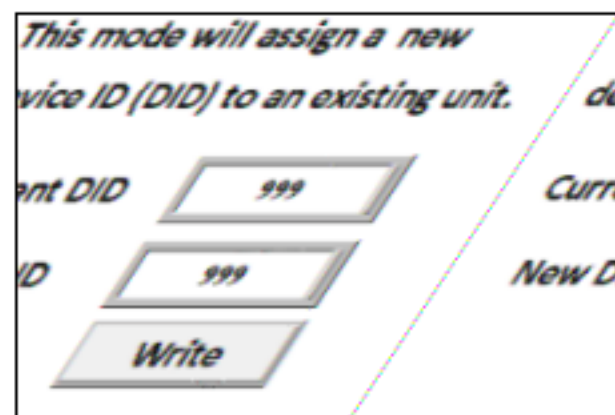 This mode will assign a new
vice ID (DID) to an existing unit.
ent DID 999 Curr
ID 999 New D
Write